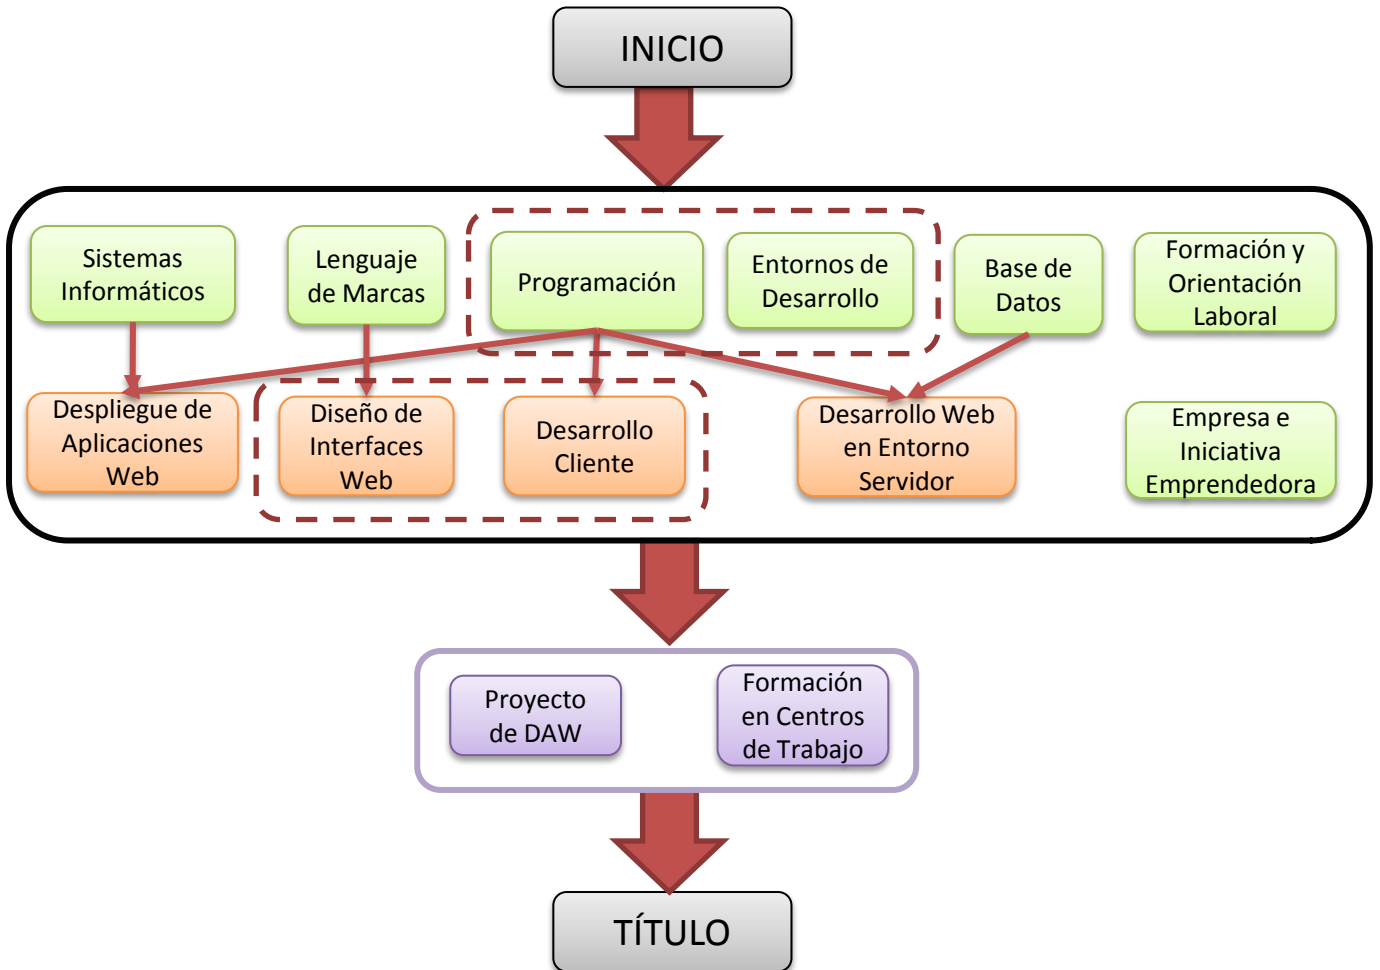 INICIO
Sistemas
Informáticos
Lenguaje
de Marcas
Programación
Entornos de
Desarrollo
Base de
Datos
Formación y
Orientación
Laboral
Despliegue de
Aplicaciones
Web
Diseño de
Interfaces
Web
Desarrollo
Cliente
Desarrollo Web
en Entorno
Servidor
Empresa e
Iniciativa
Emprendedora
Proyecto
de DAW
Formación
en Centros
de Trabajo
TÍTULO